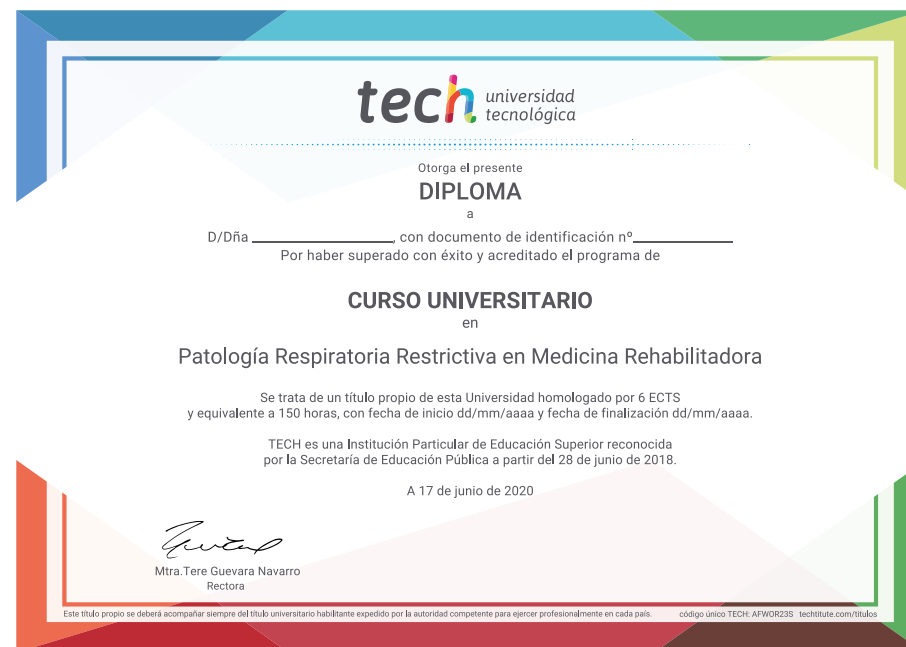 tech universidad
tecnológica
Otorga el presente
DIPLOMA
a
D/Dña ____________________, con documento de identificación nº______________
Por haber superado con éxito y acreditado el programa de
CURSO UNIVERSITARIO
en
Patología Respiratoria Restrictiva en Medicina Rehabilitadora
Se trata de un título propio de esta Universidad homologado por 6 ECTS
y equivalente a 150 horas, con fecha de inicio dd/mm/aaaa y fecha de finalización dd/mm/aaaa.
TECH es una Institución Particular de Educación Superior reconocida
por la Secretaría de Educación Pública a partir del 28 de junio de 2018.
A 17 de junio de 2020
Mtra.Tere Guevara Navarro
Rectora
Este título propio se deberá acompañar siempre del título universitario habilitante expedido por la autoridad competente para ejercer profesionalmente en cada país. código único TECH: AFWOR23S techtitute.com/titulos